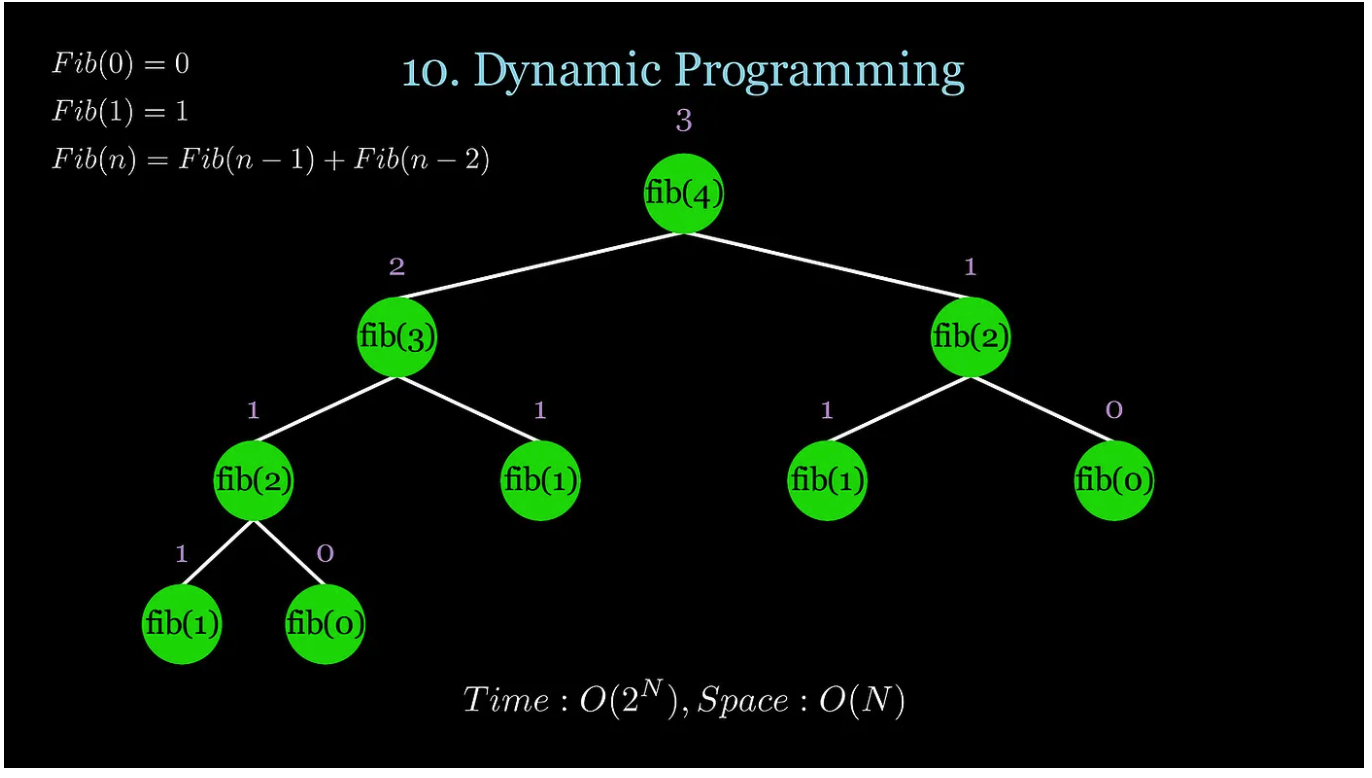 Fib(0) = 0
10. Dynamic Programming
Fib(1) = 1
3
Fib(n) = Fib(n − 1) + Fib(n − 2)
fib(4)
2 1
fib(3) fib(2)
1 1 1 0
fib(2) fib(1) fib(1) fib(0)
1 0
fib(1) fib(0)
Time : O(2^N), Space : O(N)